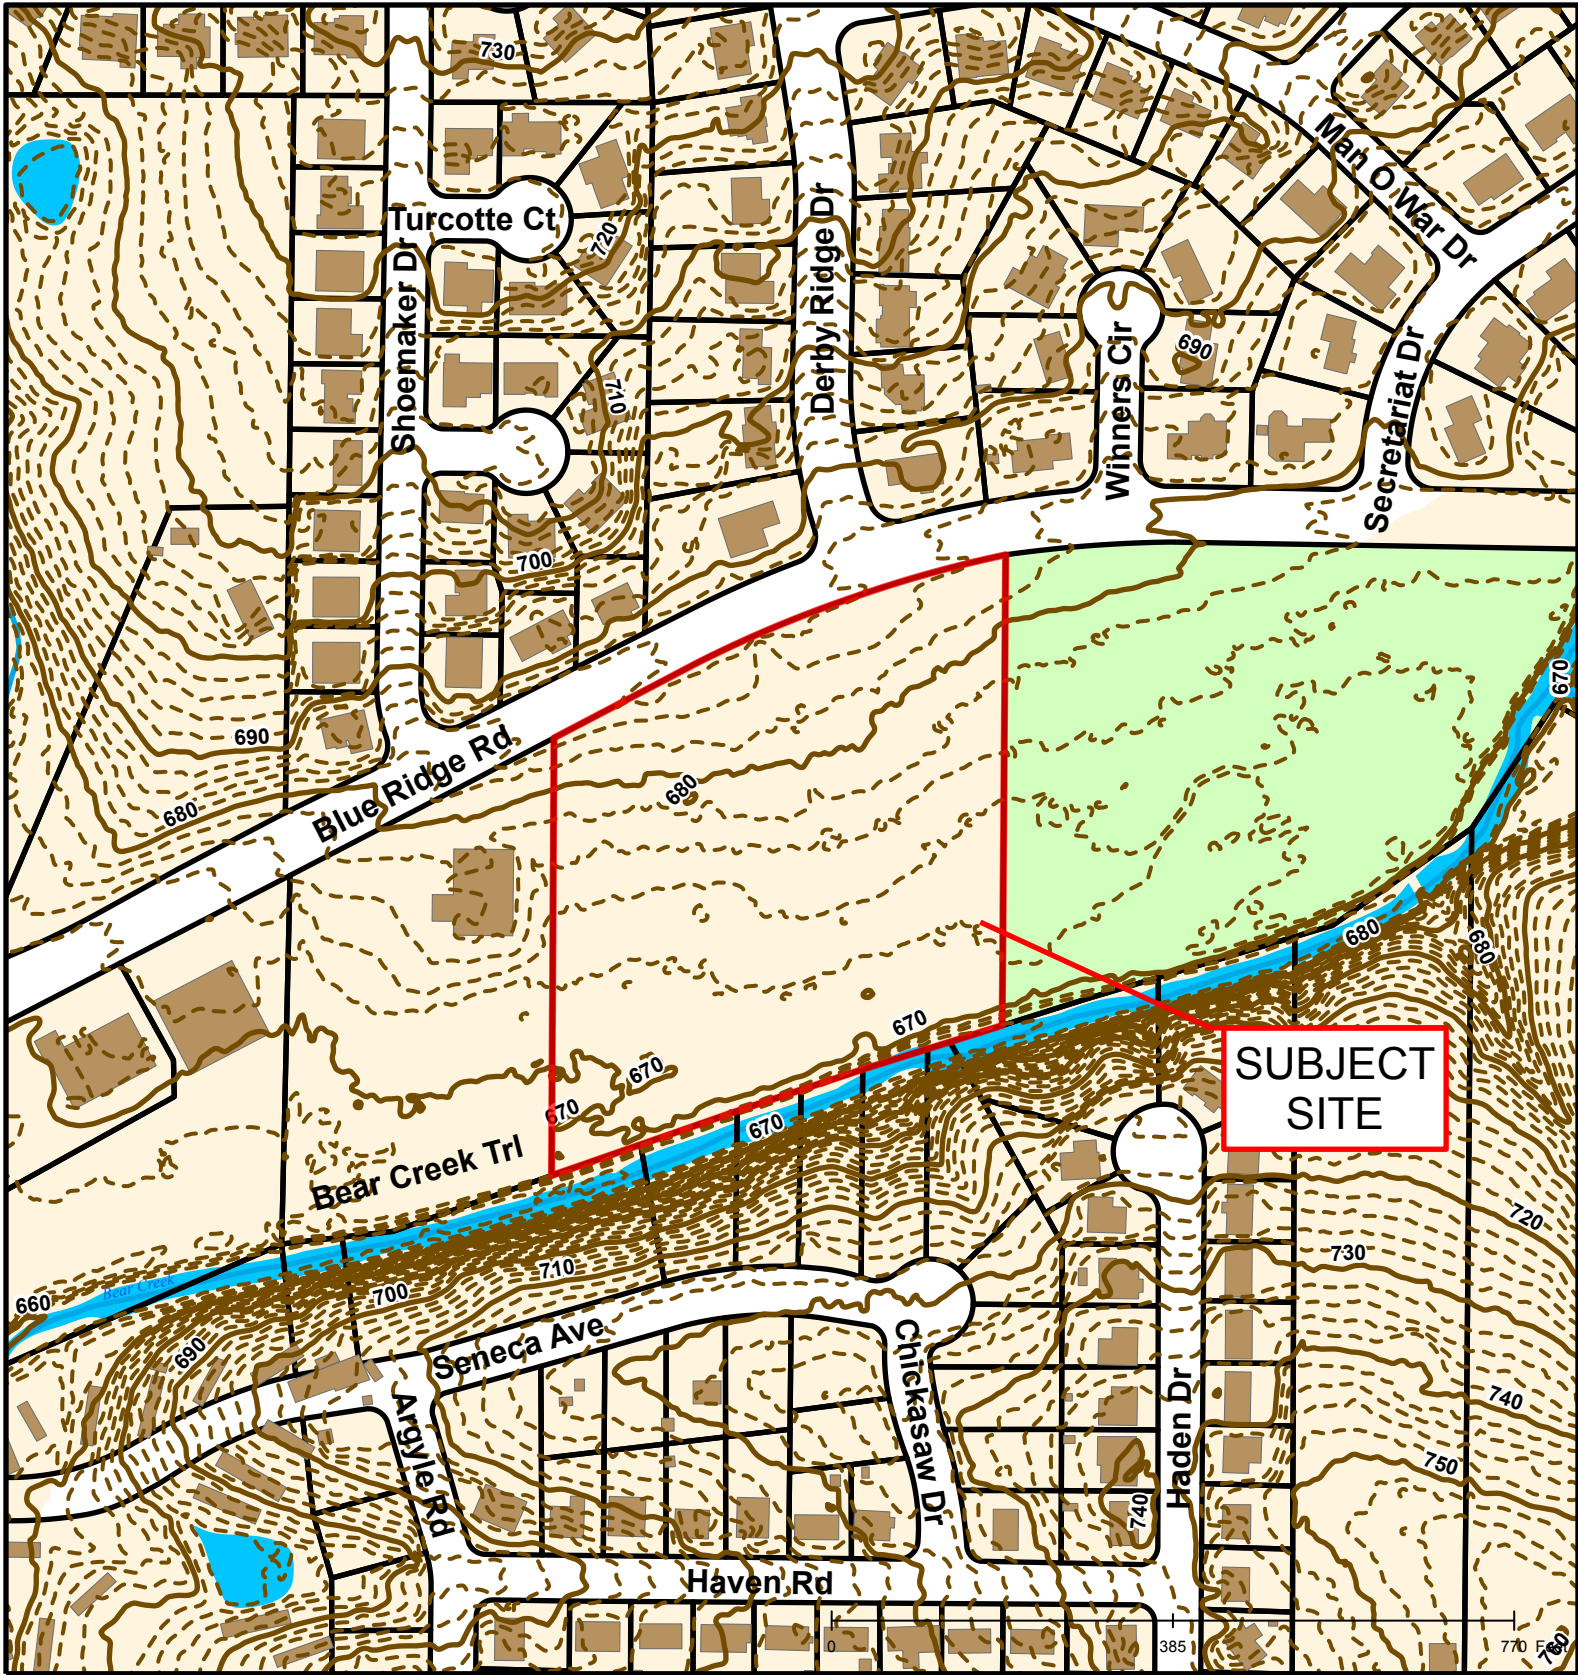 730
Man O War Dr
Turcotte Ct
720
Derby Ridge Dr
Shoemaker Dr
690
Winners Cir
Secretariat Dr
710
700
670
690
Blue Ridge Rd
680
680
680
680
670
670
670
670
SUBJECT
SITE
Bear Creek Trl
720
730
710
Bear Creek
700
660
690
Seneca Ave
Chickasaw Dr
Haden Dr
740
Argyle Rd
750
740
Haven Rd
0
385
770 Feet
760